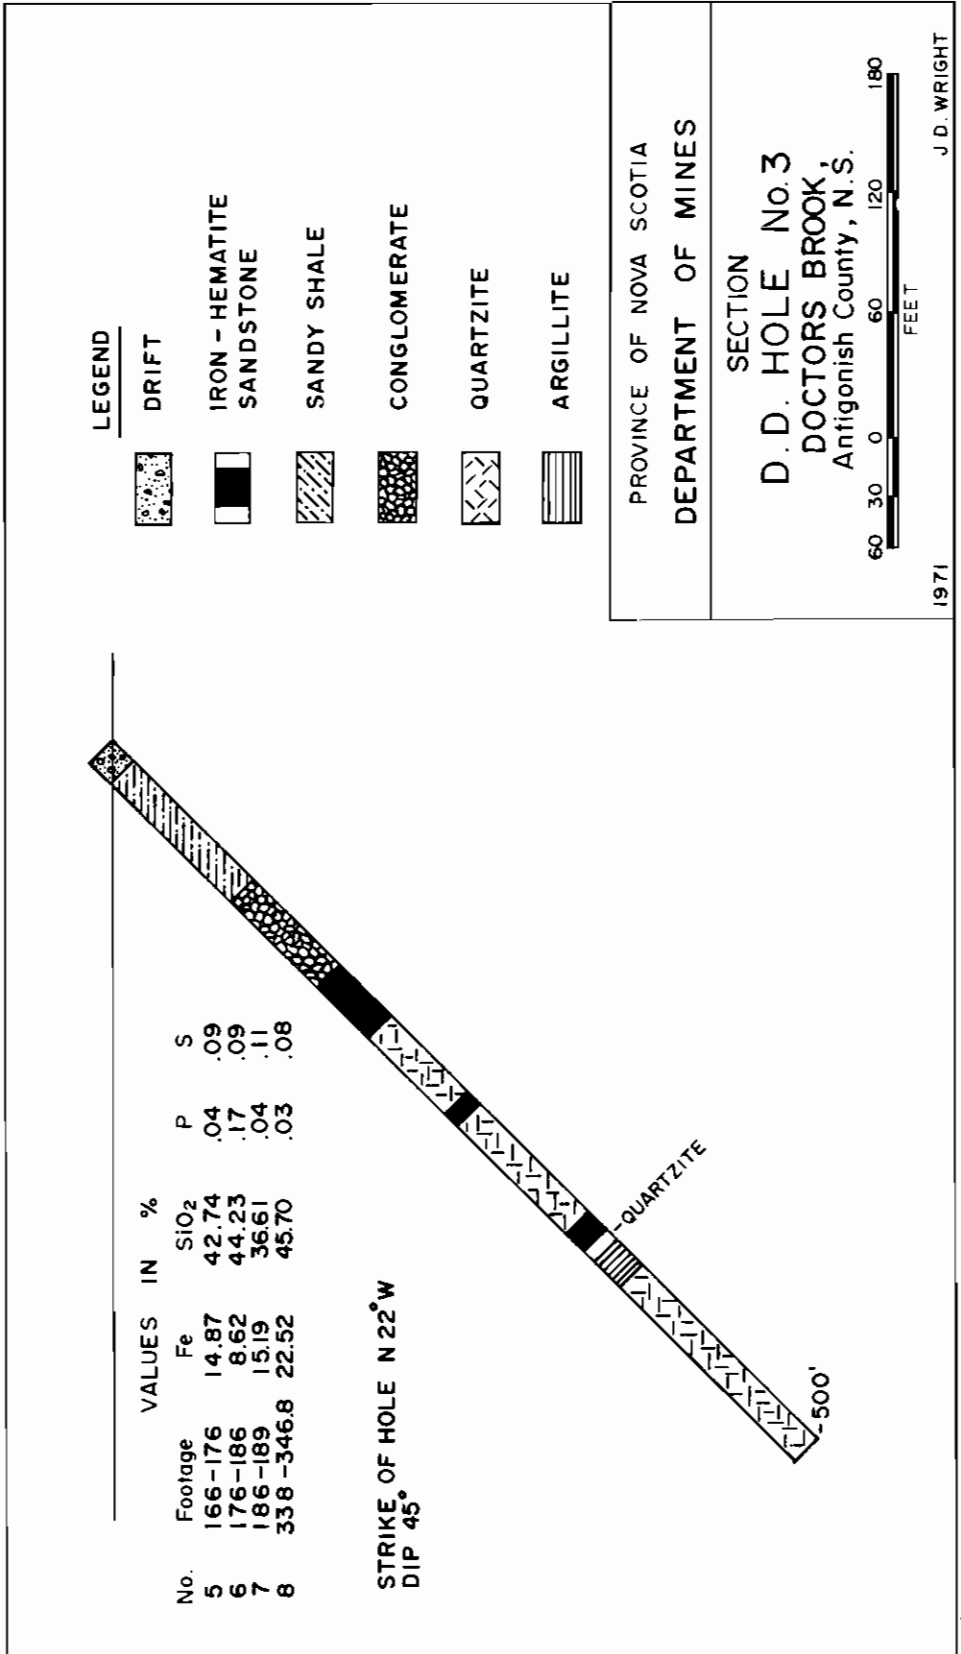 VALUES IN %
No. Footage Fe SiO2 P S
5 166-176 14.87 42.74 .04 .09
6 176-186 8.62 44.23 .17 .09
7 186-189 15.19 36.61 .04 .11
8 338-346.8 22.52 45.70 .03 .08
STRIKE OF HOLE N 22°W
DIP 45°
QUARTZITE
500'
LEGEND
DRIFT
IRON-HEMATITE
SANDSTONE
SANDY SHALE
CONGLOMERATE
QUARTZITE
ARGILLITE
PROVINCE OF NOVA SCOTIA
DEPARTMENT OF MINES
SECTION
D.D. HOLE No.3
DOCTORS BROOK,
Antigonish County, N.S.
60 30 0 60 120 180
FEET
1971 J D. WRIGHT